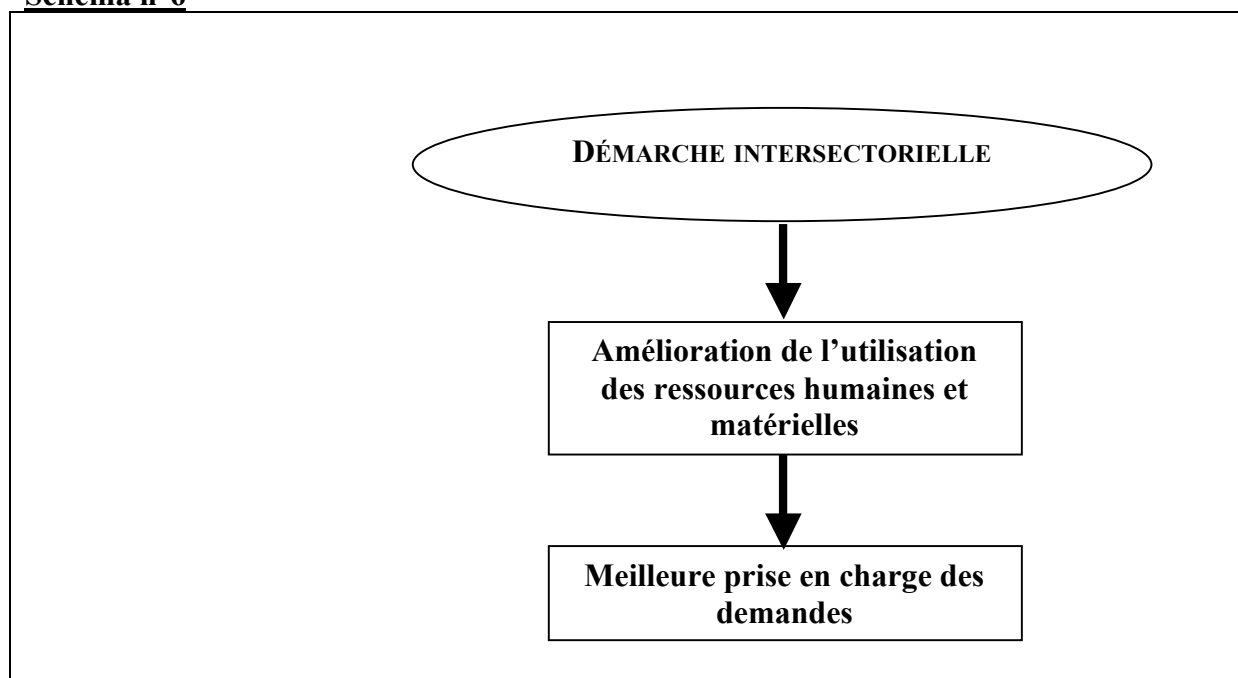 Schéma n°6
DÉMARCHE INTERSECTORIELLE
Amélioration de l’utilisation
des ressources humaines et
matérielles
Meilleure prise en charge des
demandes